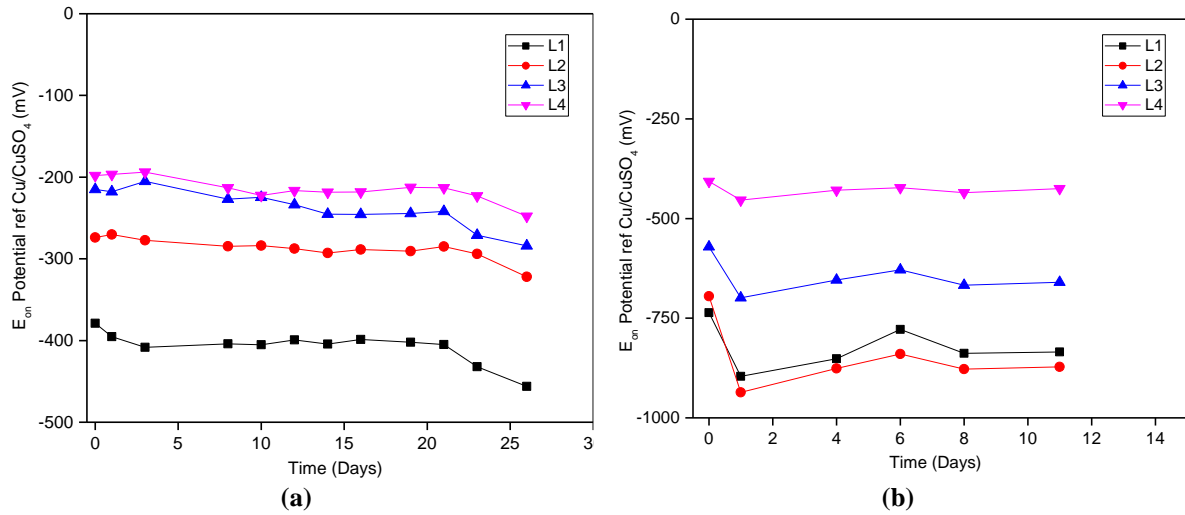 0
-100
-200
-300
-400
-500
E_on Potential ref Cu/CuSO_4 (mV)
L1
L2
L3
L4
0 5 10 15 20 25 3
Time (Days)
(a)
0
-250
-500
-750
-1000
E_on Potential ref Cu/CuSO_4 (mV)
L1
L2
L3
L4
0 2 4 6 8 10 12 14
Time (Days)
(b)